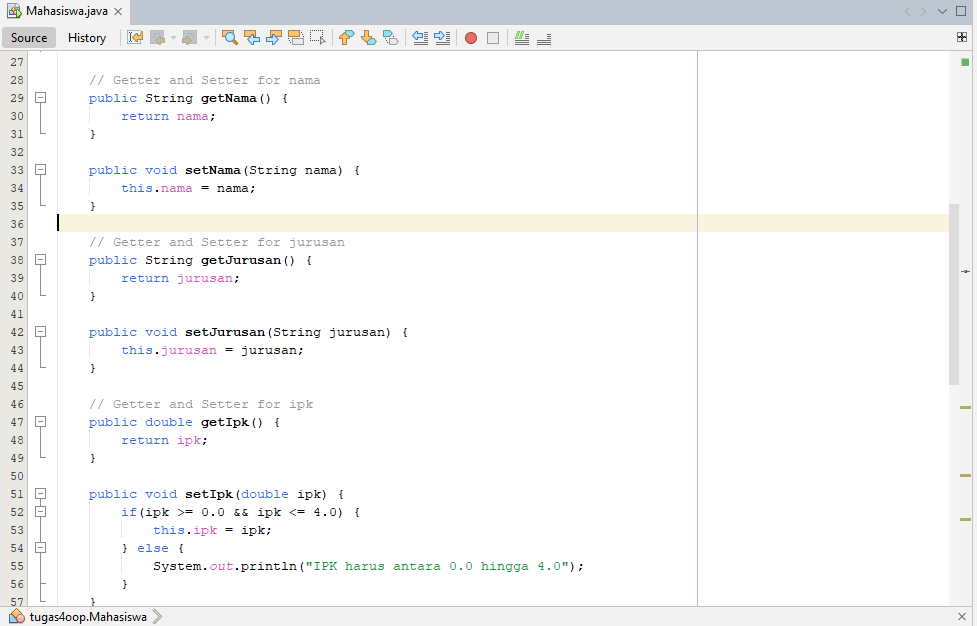 Mahasiswa.java
Source History
27
28 // Getter and Setter for nama
29 public String getNama() {
30 return nama;
31 }
32
33 public void setNama(String nama) {
34 this.nama = nama;
35 }
36
37 // Getter and Setter for jurusan
38 public String getJurusan() {
39 return jurusan;
40 }
41
42 public void setJurusan(String jurusan) {
43 this.jurusan = jurusan;
44 }
45
46 // Getter and Setter for ipk
47 public double getIpk() {
48 return ipk;
49 }
50
51 public void setIpk(double ipk) {
52 if(ipk >= 0.0 && ipk <= 4.0) {
53 this.ipk = ipk;
54 } else {
55 System.out.println("IPK harus antara 0.0 hingga 4.0");
56 }
57 }
tugas4oop.Mahasiswa